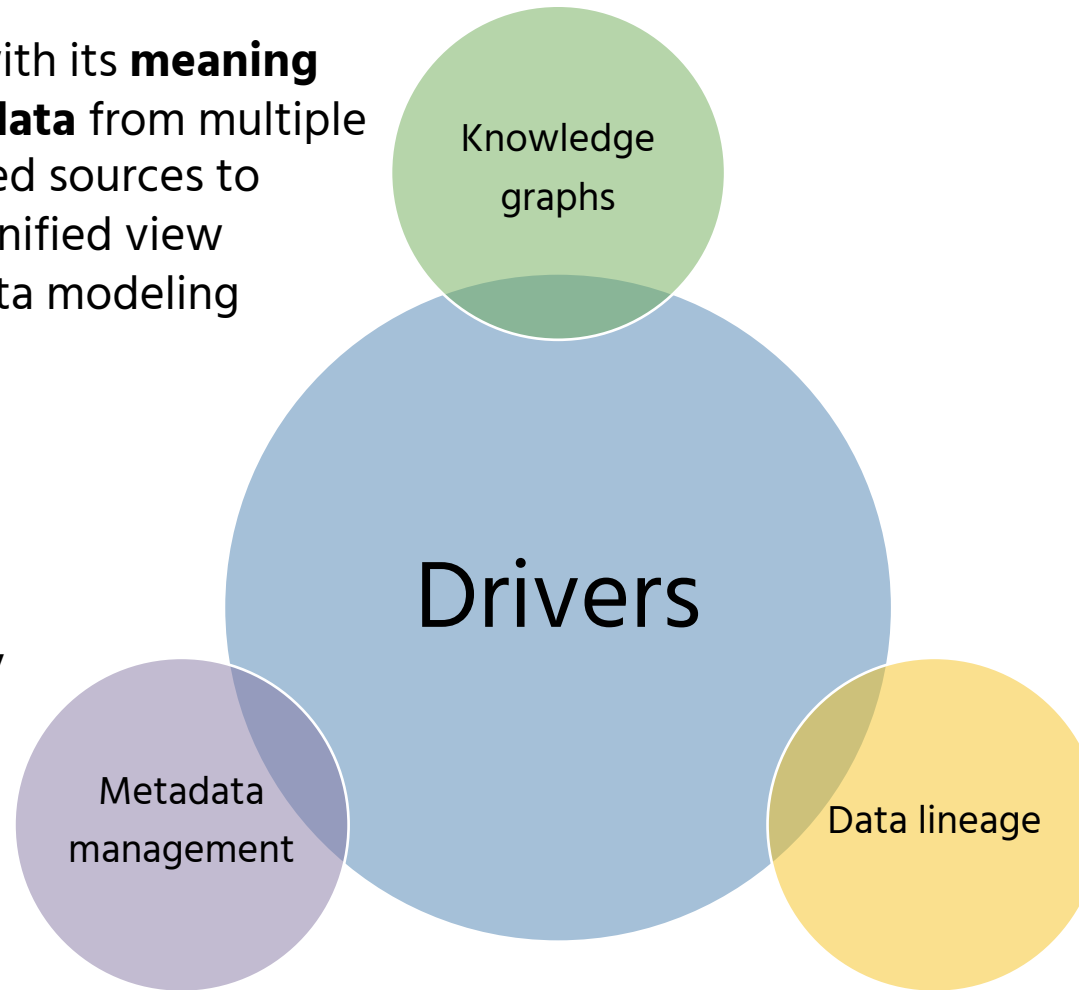 with its meaning
data from multiple
ed sources to
nified view
ta modeling
Knowledge
graphs
Drivers
Metadata
management
Data lineage